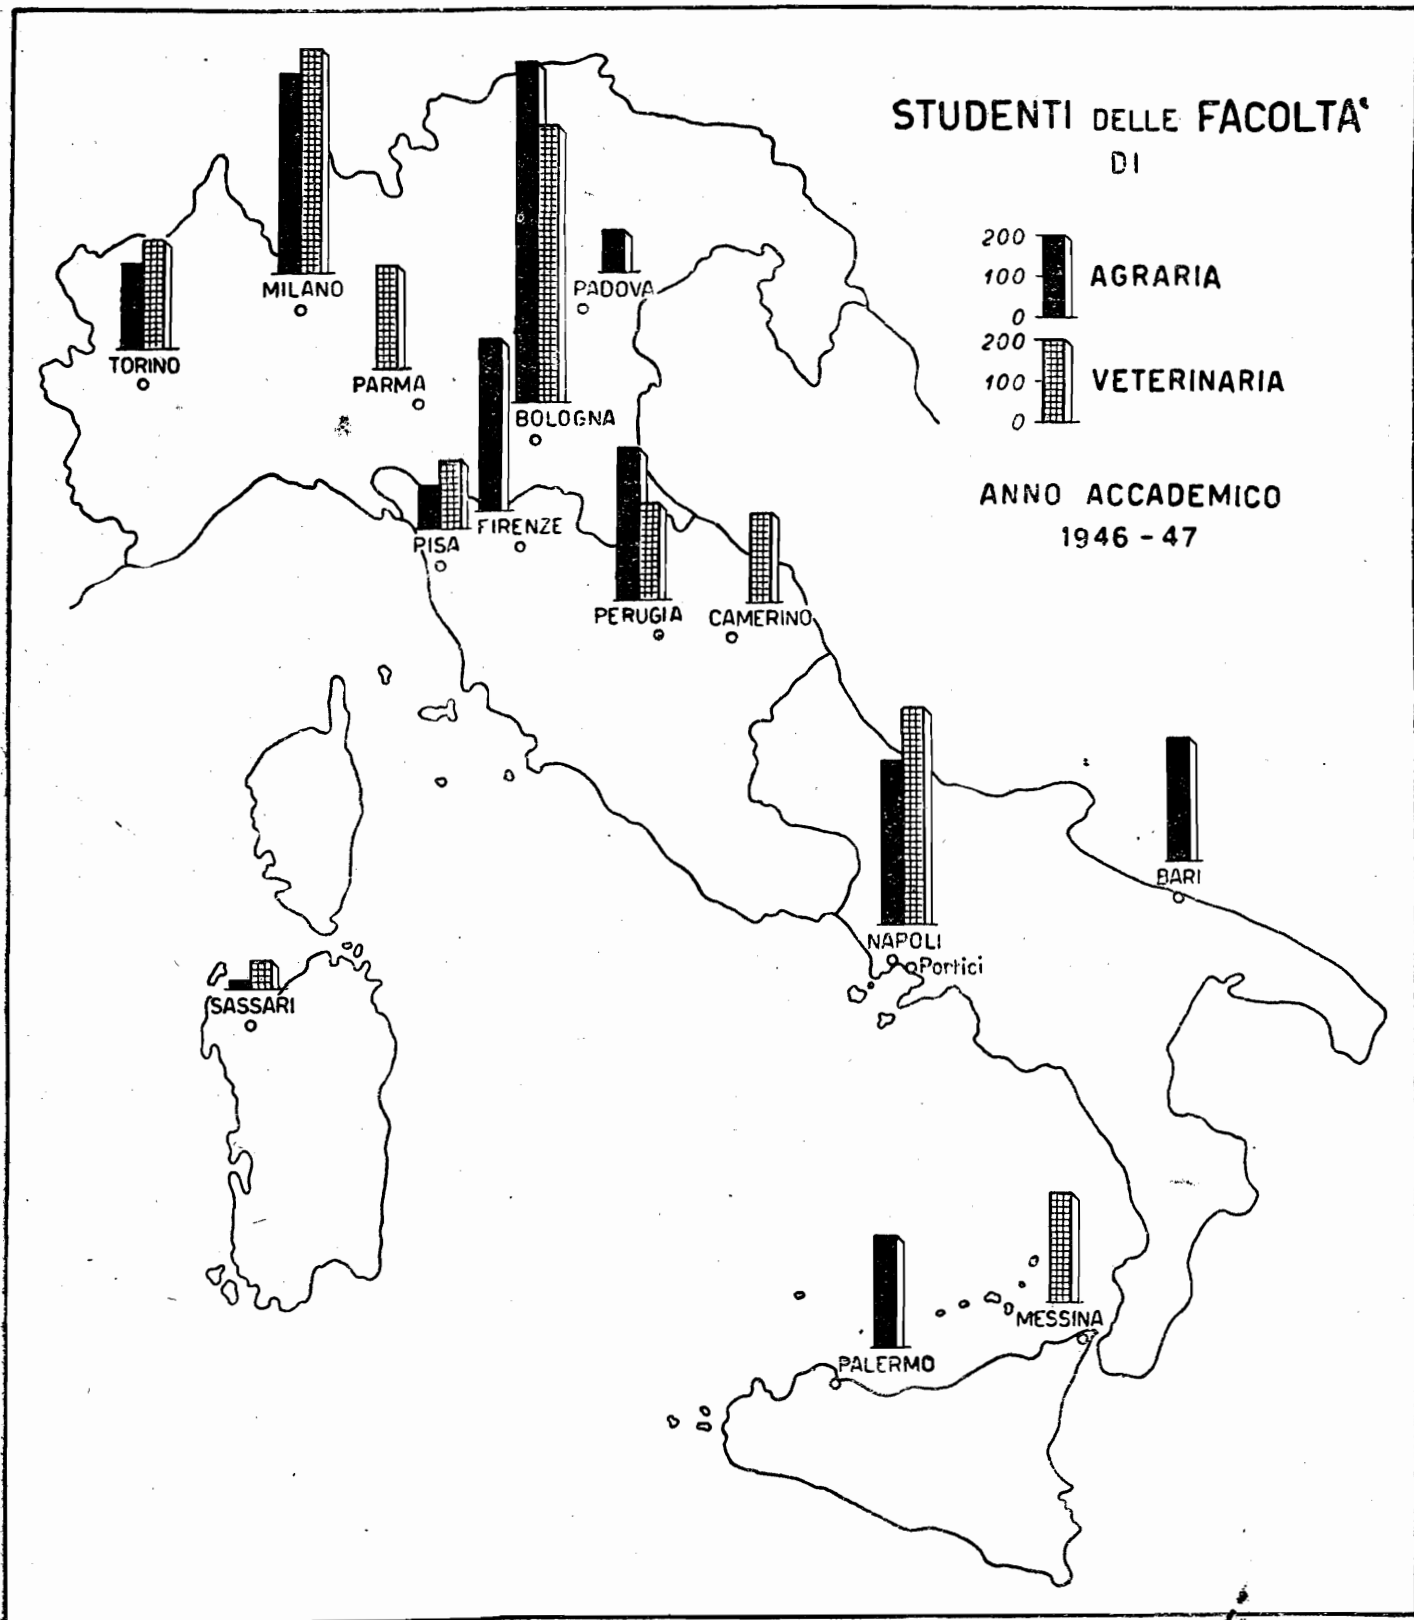 STUDENTI DELLE FACOLTA'
DI
200
100
0
AGRARIA
200
100
0
VETERINARIA
ANNO ACCADEMICO
1946-47
MILANO
PADOVA
TORINO
PARMA
BOLOGNA
FIRENZE
PISA
PERUGIA
CAMERINO
BARI
NAPOLI
Portici
SASSARI
MESSINA
PALERMO